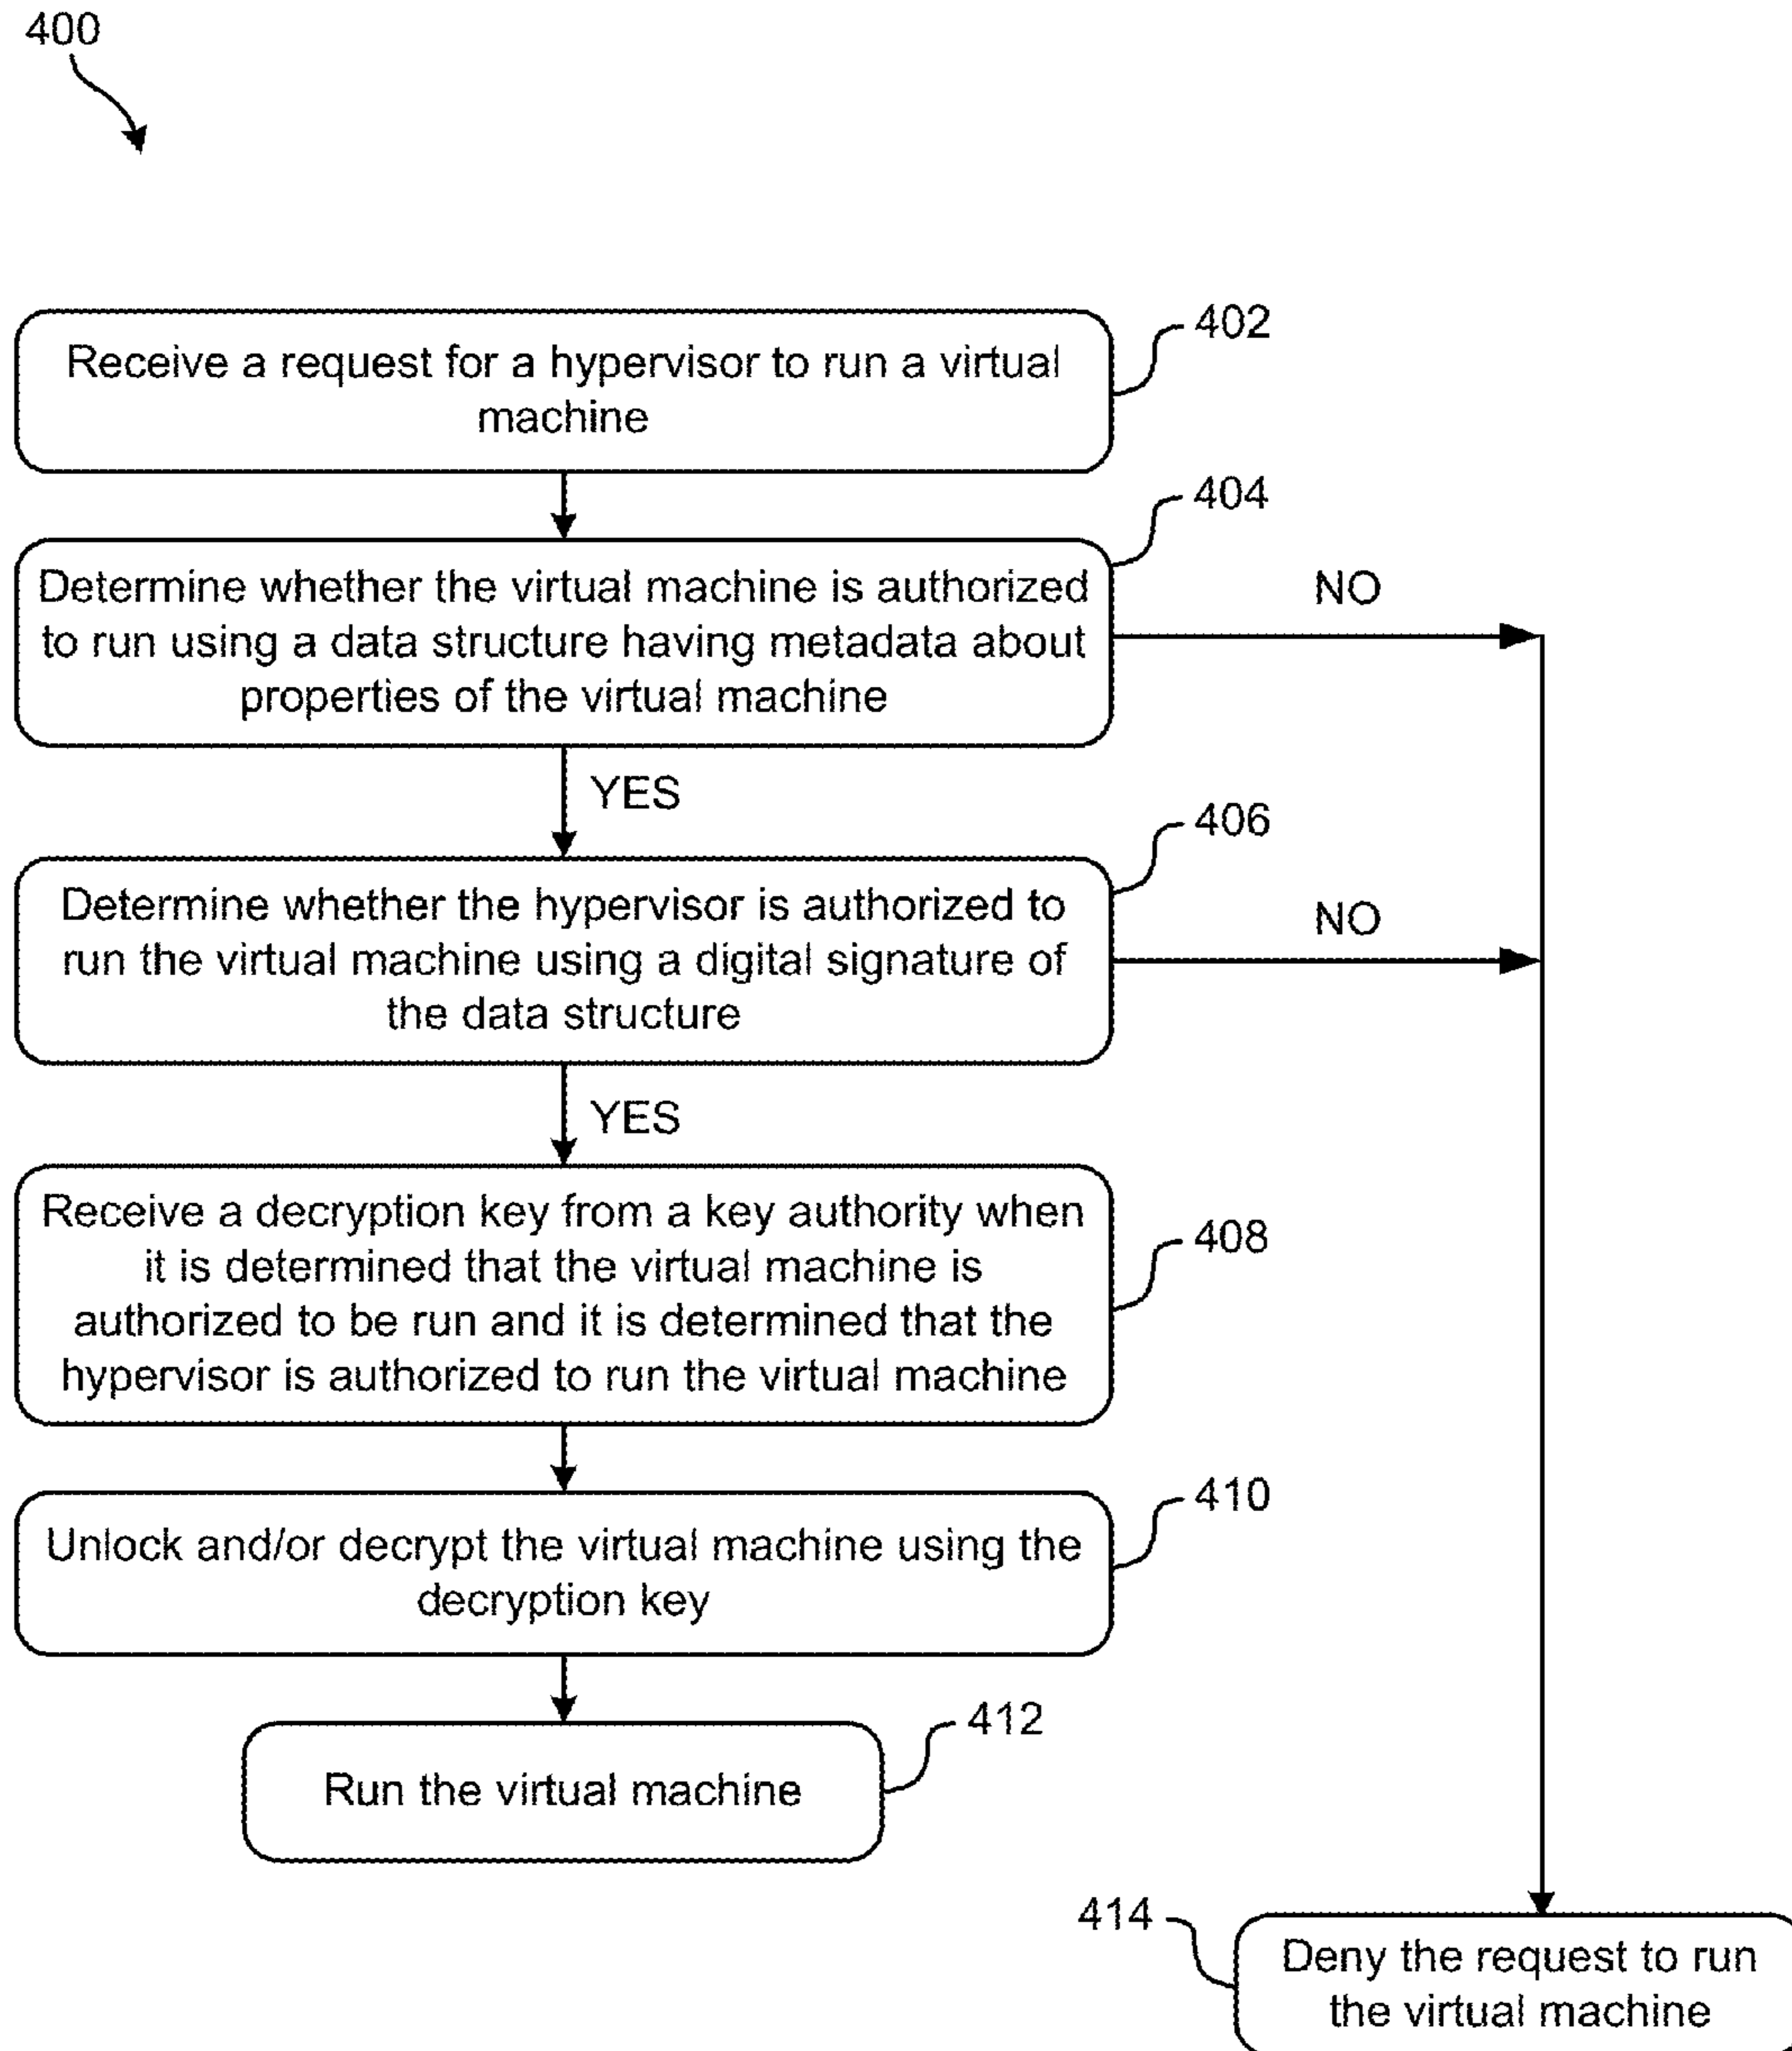 400
Receive a request for a hypervisor to run a virtual
machine
402
Determine whether the virtual machine is authorized
to run using a data structure having metadata about
properties of the virtual machine
404
NO
YES
Determine whether the hypervisor is authorized to
run the virtual machine using a digital signature of
the data structure
406
NO
YES
Receive a decryption key from a key authority when
it is determined that the virtual machine is
authorized to be run and it is determined that the
hypervisor is authorized to run the virtual machine
408
Unlock and/or decrypt the virtual machine using the
decryption key
410
Run the virtual machine
412
414
Deny the request to run
the virtual machine